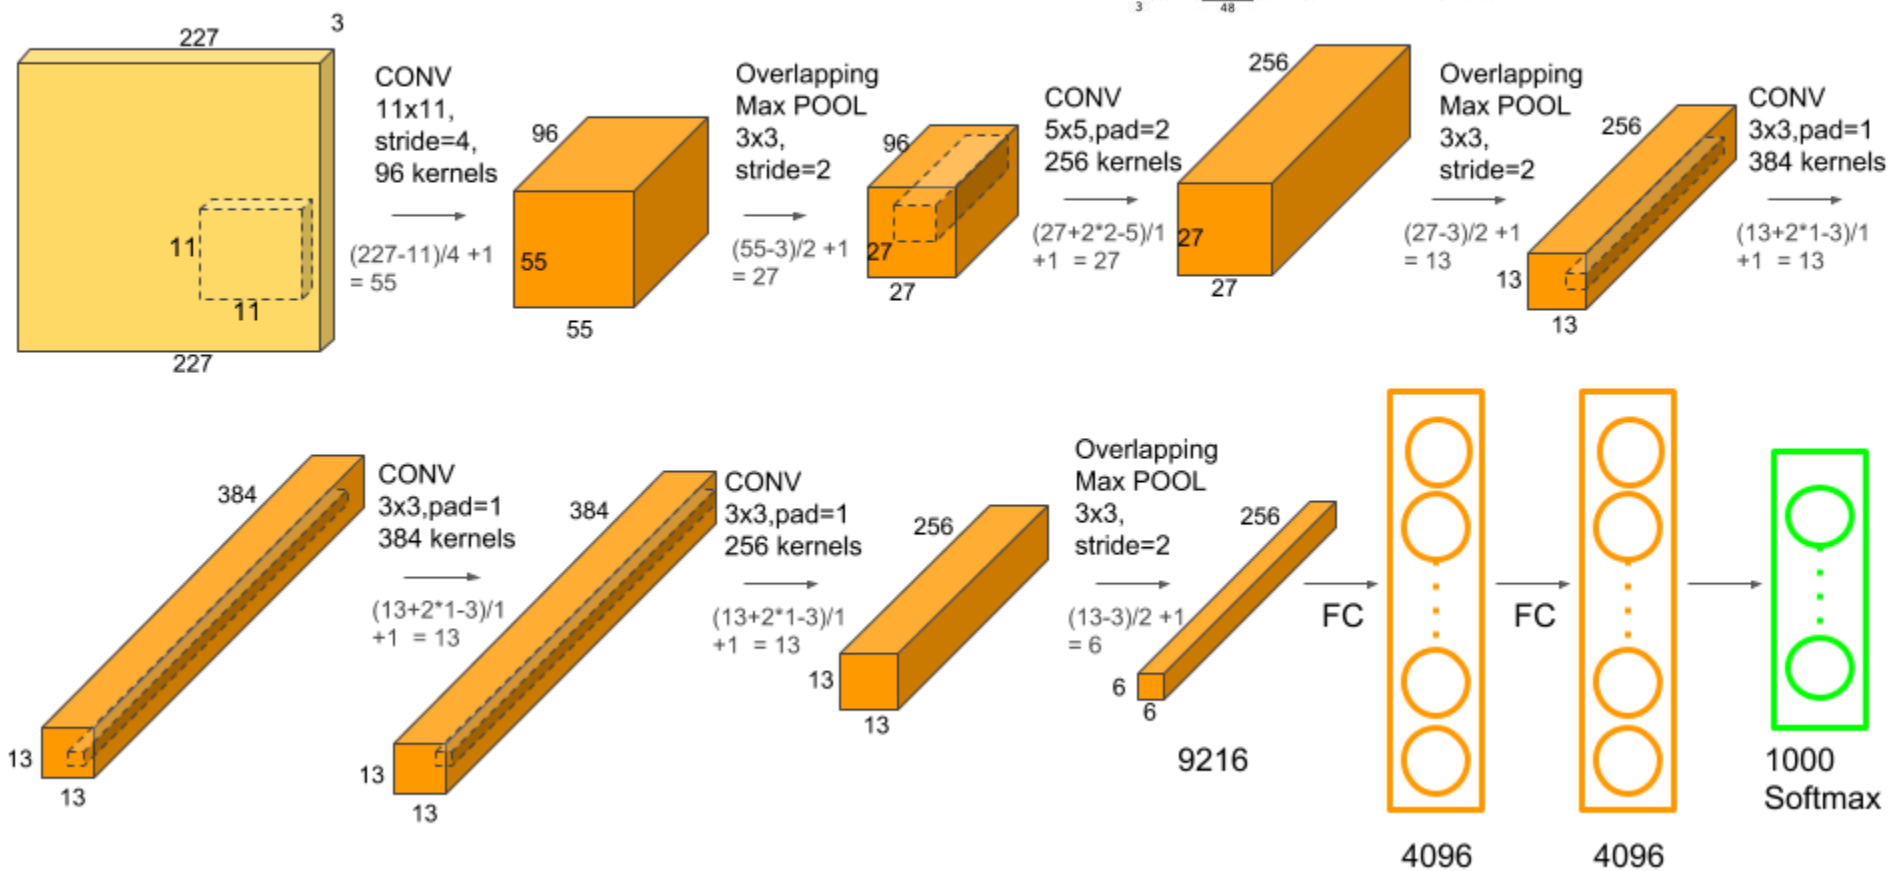 3
48
227
3
11
11
227
CONV
11x11,
stride=4,
96 kernels
(227-11)/4 +1
= 55
96
55
55
Overlapping
Max POOL
3x3,
stride=2
(55-3)/2 +1
= 27
96
27
27
CONV
5x5,pad=2
256 kernels
(27+2*2-5)/1
+1 = 27
256
27
27
Overlapping
Max POOL
3x3,
stride=2
(27-3)/2 +1
= 13
256
13
13
CONV
3x3,pad=1
384 kernels
(13+2*1-3)/1
+1 = 13
384
13
13
CONV
3x3,pad=1
384 kernels
(13+2*1-3)/1
+1 = 13
384
13
13
CONV
3x3,pad=1
256 kernels
(13+2*1-3)/1
+1 = 13
256
13
13
Overlapping
Max POOL
3x3,
stride=2
(13-3)/2 +1
= 6
256
6
6
9216
FC
4096
FC
4096
1000
Softmax